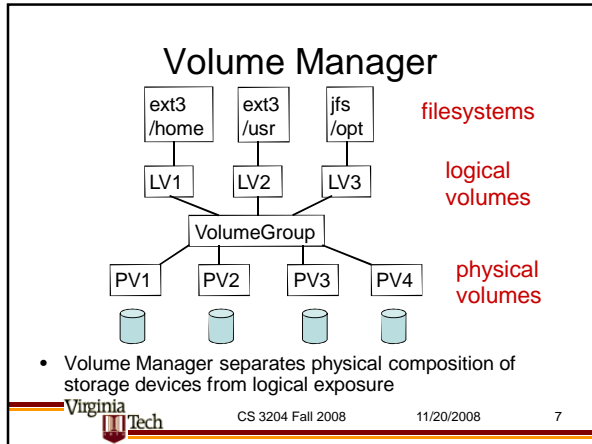 Volume Manager
ext3 ext3 jfs filesystems
/home /usr /opt
LV1 LV2 LV3 logical
volumes
VolumeGroup
PV1 PV2 PV3 PV4 physical
volumes
• Volume Manager separates physical composition of
storage devices from logical exposure
Virginia Tech CS 3204 Fall 2008 11/20/2008 7